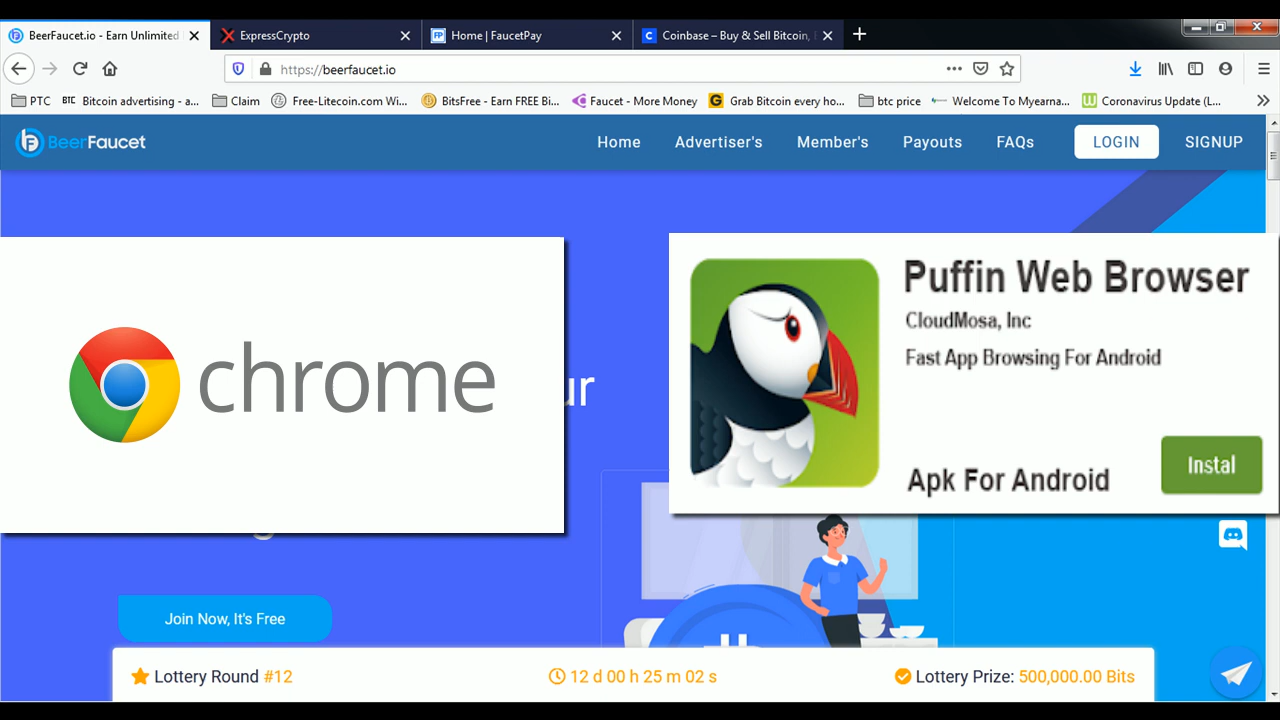 BeerFaucet.io - Earn Unlimited
ExpressCrypto
FP Home | FaucetPay
C Coinbase – Buy & Sell Bitcoin, E
https://beerfaucet.io
PTC
BTC Bitcoin advertising - a...
Claim
Free-Litecoin.com Wi...
BitsFree - Earn FREE Bi...
Faucet - More Money
G Grab Bitcoin every ho...
btc price
Welcome To Myearna...
Coronavirus Update (L...
BeerFaucet
Home
Advertiser's
Member's
Payouts
FAQs
LOGIN
SIGNUP
chrome
ur
Puffin Web Browser
CloudMosa, Inc
Fast App Browsing For Android
Apk For Android
Instal
Join Now, It's Free
Lottery Round #12
12 d 00 h 25 m 02 s
Lottery Prize: 500,000.00 Bits